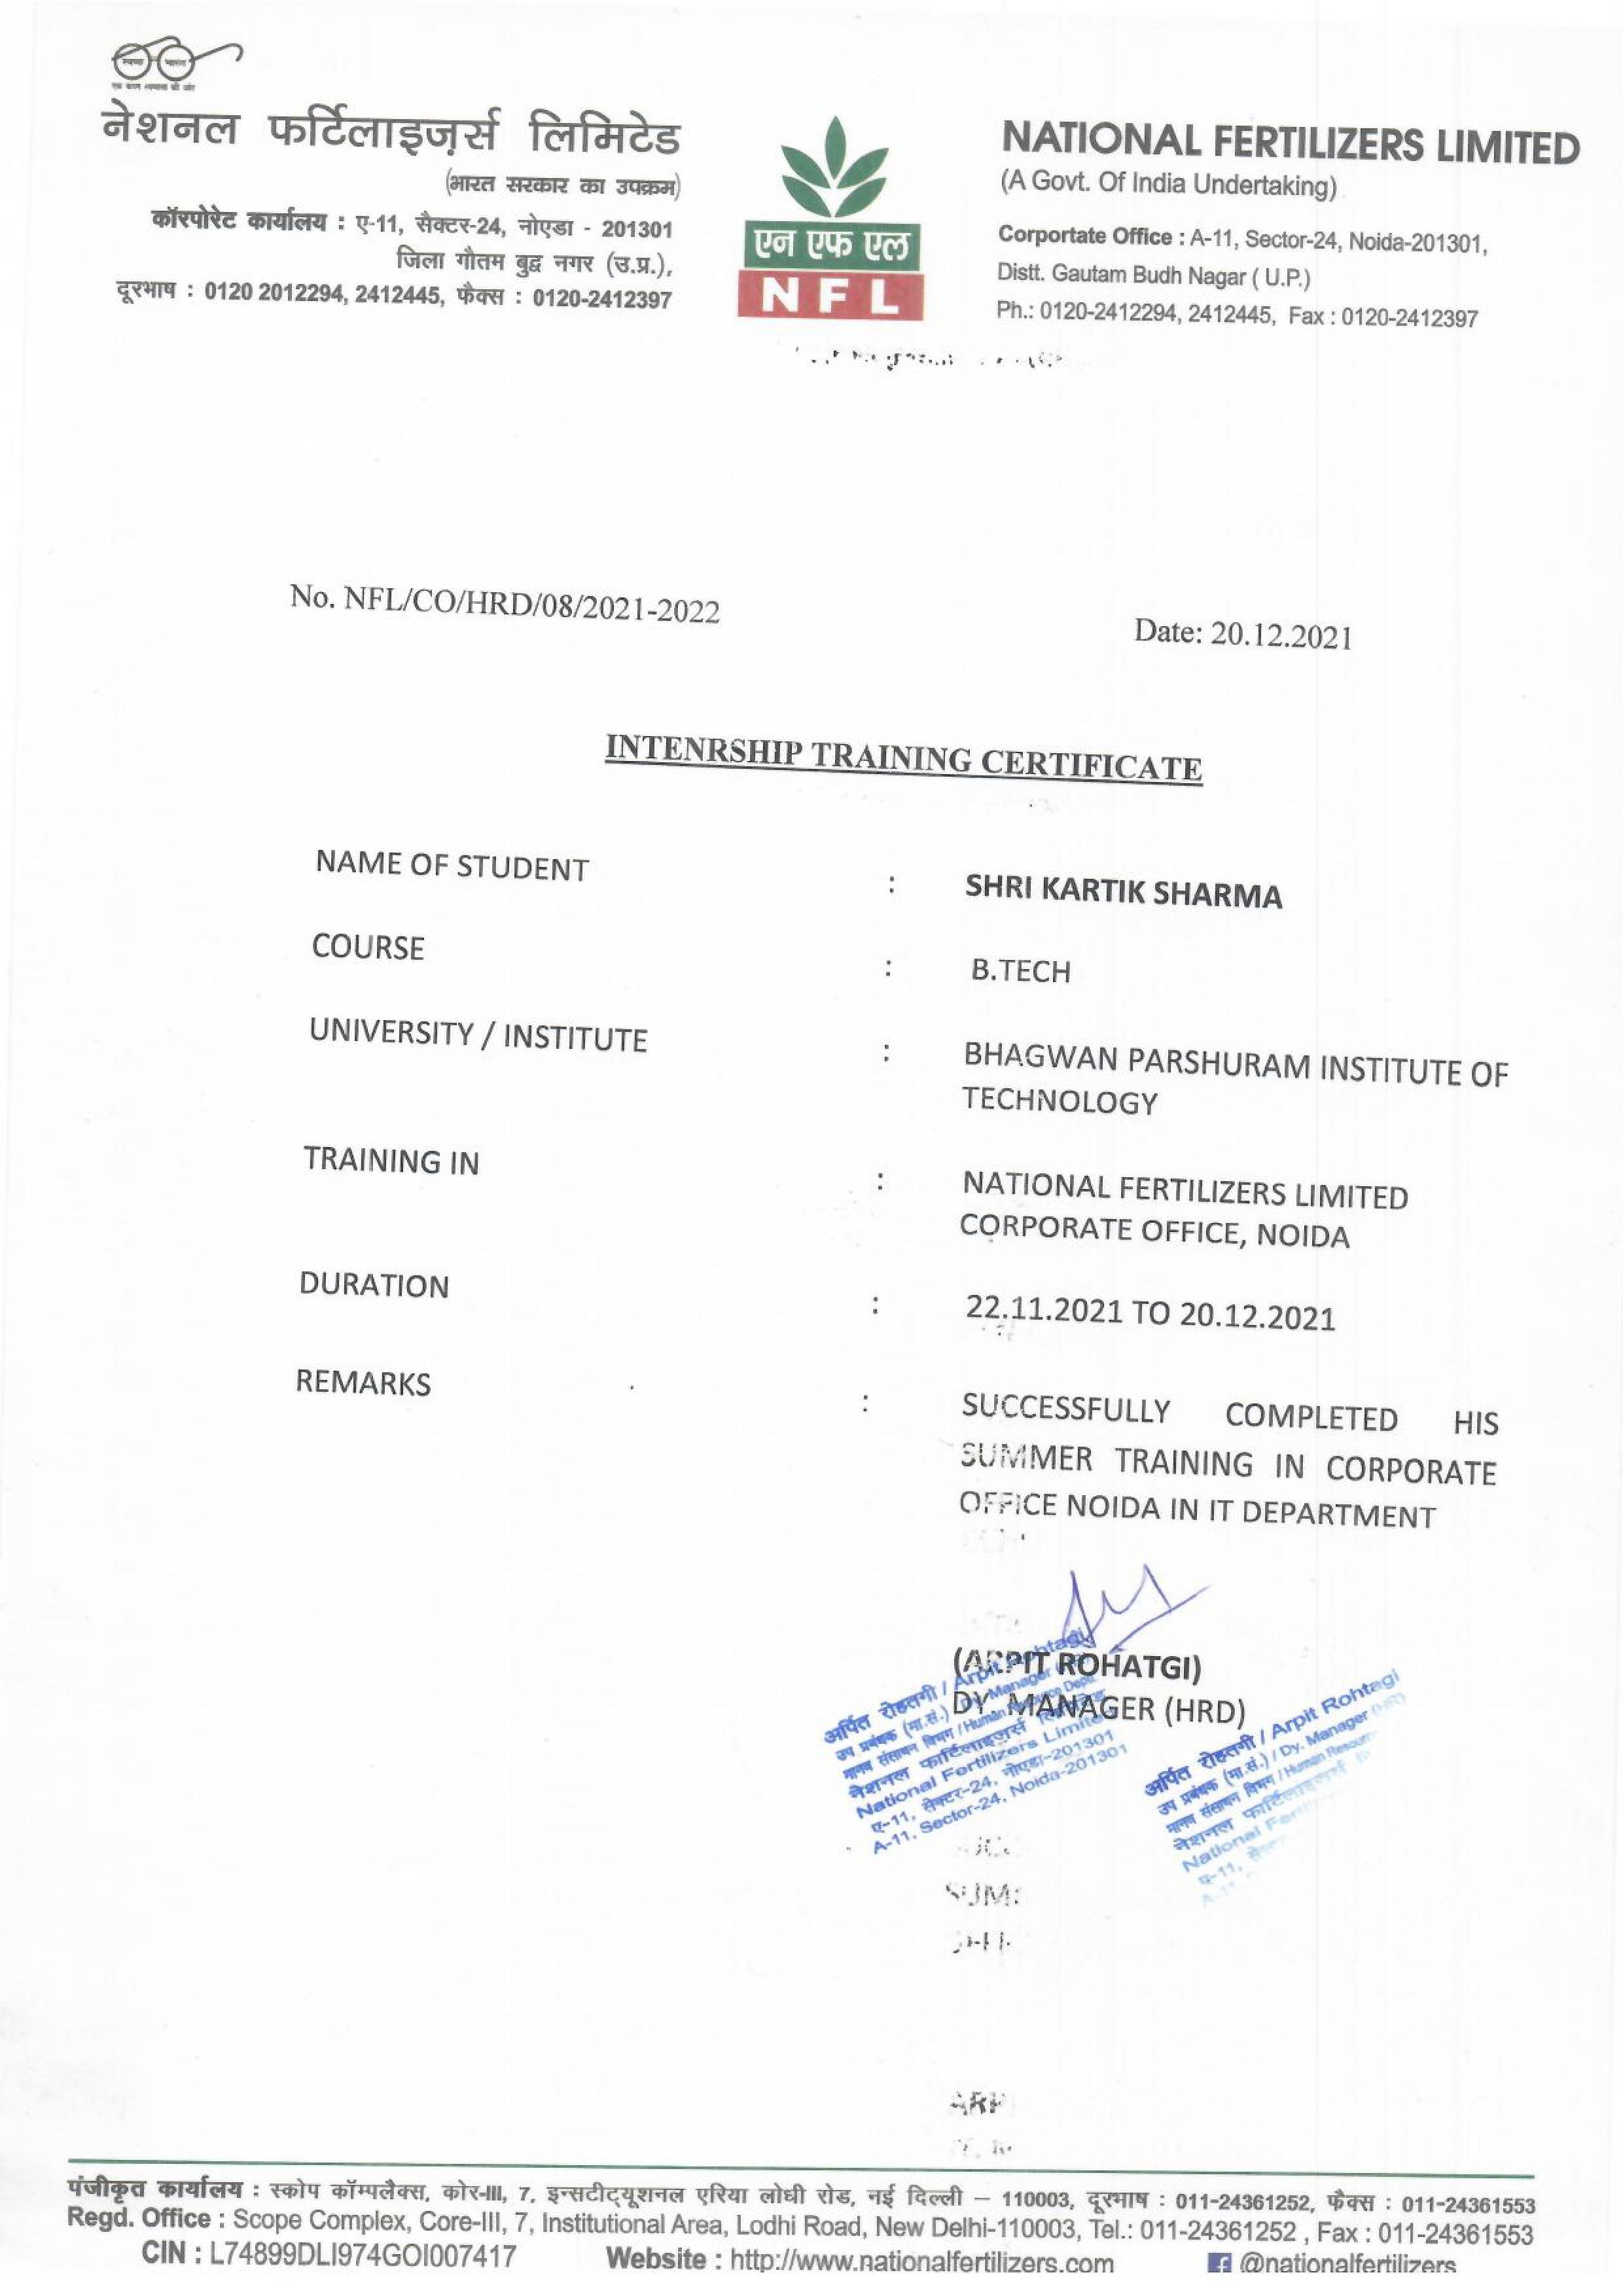 नेशनल फर्टिलाइज़र्स लिमिटेड
(भारत सरकार का उपक्रम)
कॉरपोरेट कार्यालय : ए-11, सैक्टर-24, नोएडा - 201301
जिला गौतम बुद्व नगर (उ.प्र.),
दूरभाष : 0120 2012294, 2412445, फैक्स : 0120-2412397
एन एफ एल
NFL
NATIONAL FERTILIZERS LIMITED
(A Govt. Of India Undertaking)
Corportate Office : A-11, Sector-24, Noida-201301,
Distt. Gautam Budh Nagar ( U.P.)
Ph.: 0120-2412294, 2412445, Fax : 0120-2412397
No. NFL/CO/HRD/08/2021-2022
Date: 20.12.2021
INTENRSHIP TRAINING CERTIFICATE
NAME OF STUDENT : SHRI KARTIK SHARMA
COURSE : B.TECH
UNIVERSITY / INSTITUTE : BHAGWAN PARSHURAM INSTITUTE OF
TECHNOLOGY
TRAINING IN : NATIONAL FERTILIZERS LIMITED
CORPORATE OFFICE, NOIDA
DURATION : 22.11.2021 TO 20.12.2021
REMARKS : SUCCESSFULLY COMPLETED HIS
SUMMER TRAINING IN CORPORATE
OFFICE NOIDA IN IT DEPARTMENT
(ARPIT ROHATGI)
DY. MANAGER (HRD)
अर्पित रोहतगी / Arpit Rohtagi
उप प्रबंधक (मा.सं.) / Dy. Manager
मानव संसाधन विभाग / Human Resource Deptt.
नेशनल फर्टिलाइजर्स लिमिटेड
National Fertilizers Limited
ए-11, सेक्टर-24, नोएडा-201301
A-11, Sector-24, Noida-201301
अर्पित रोहतगी / Arpit Rohtagi
उप प्रबंधक (मा.सं.) / Dy. Manager (HR)
मानव संसाधन विभाग / Human
नेशनल फर्टिलाइजर्स
National
ए-11,
पंजीकृत कार्यालय : स्कोप कॉम्पलैक्स, कोर-III, 7, इन्सटीट्यूशनल एरिया लोधी रोड, नई दिल्ली – 110003, दूरभाष : 011-24361252, फैक्स : 011-24361553
Regd. Office : Scope Complex, Core-III, 7, Institutional Area, Lodhi Road, New Delhi-110003, Tel.: 011-24361252 , Fax : 011-24361553
CIN : L74899DLI974GOI007417 Website : http://www.nationalfertilizers.com @nationalfertilizers